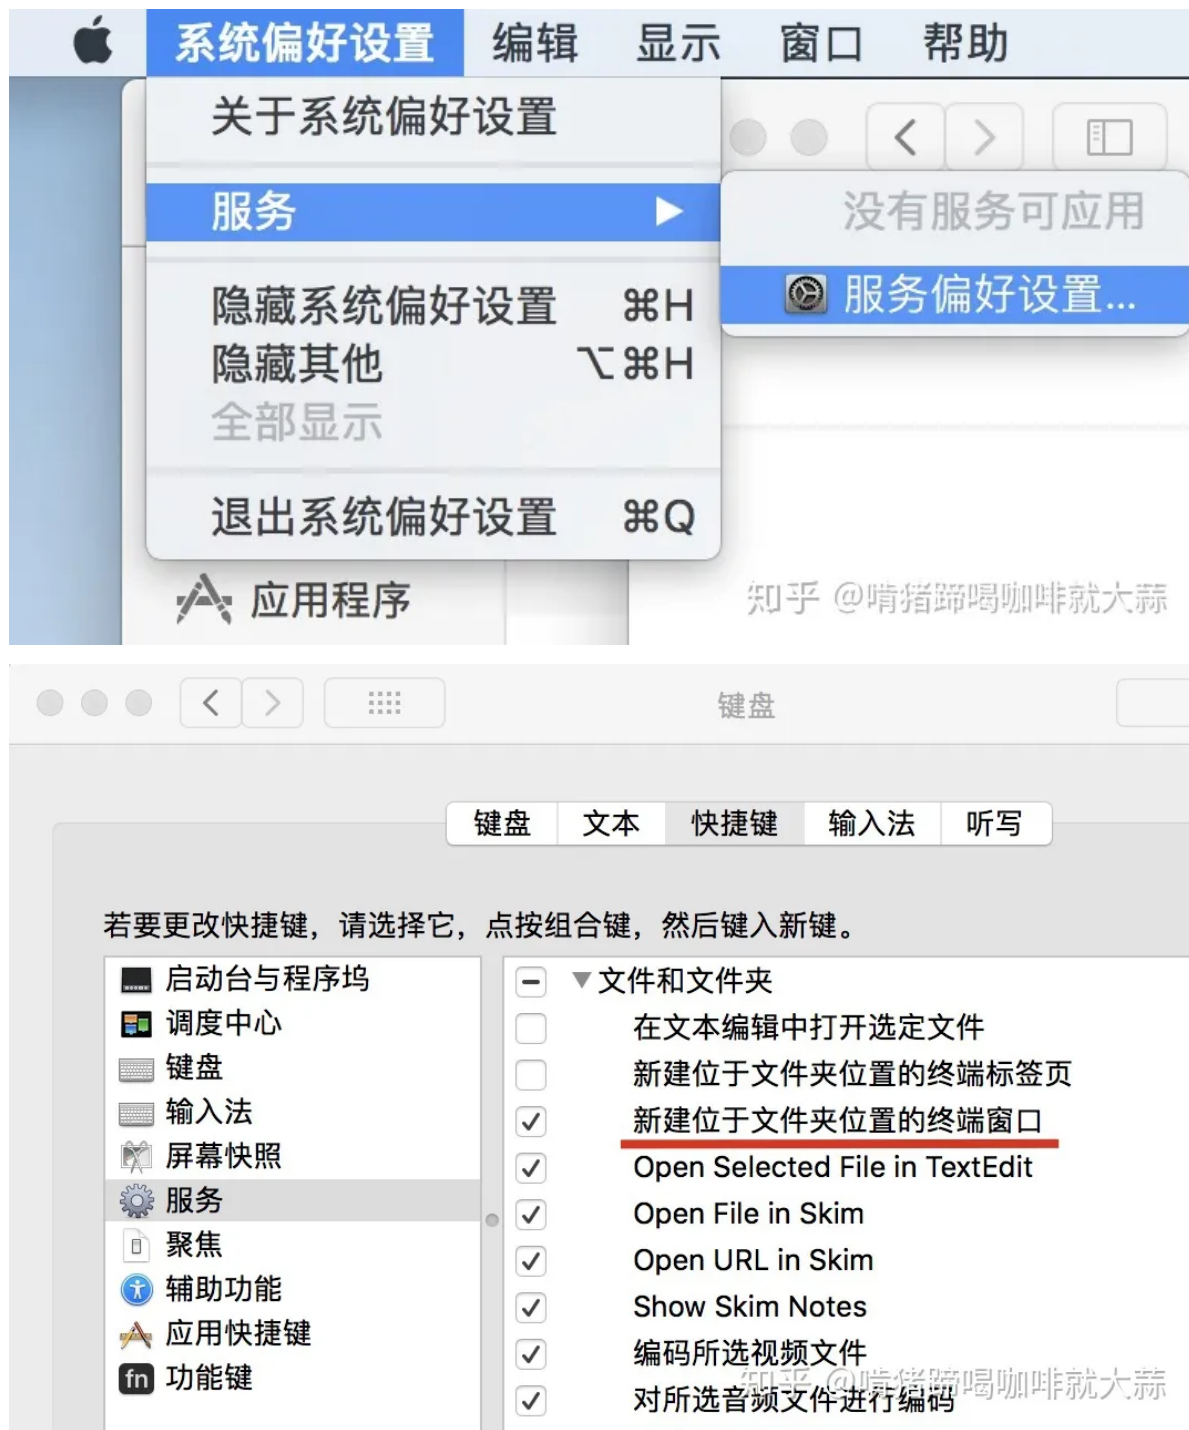 系统偏好设置 编辑 显示 窗口 帮助
关于系统偏好设置
服务
没有服务可应用
服务偏好设置...
隐藏系统偏好设置 ⌘H
隐藏其他 ⌥⌘H
全部显示
退出系统偏好设置 ⌘Q
应用程序
知乎 @啃猪蹄喝咖啡就大蒜
键盘
键盘 文本 快捷键 输入法 听写
若要更改快捷键，请选择它，点按组合键，然后键入新键。
启动台与程序坞
调度中心
键盘
输入法
屏幕快照
服务
聚焦
辅助功能
应用快捷键
fn 功能键
文件和文件夹
在文本编辑中打开选定文件
新建位于文件夹位置的终端标签页
新建位于文件夹位置的终端窗口
Open Selected File in TextEdit
Open File in Skim
Open URL in Skim
Show Skim Notes
编码所选视频文件
对所选音频文件进行编码
知乎 @啃猪蹄喝咖啡就大蒜